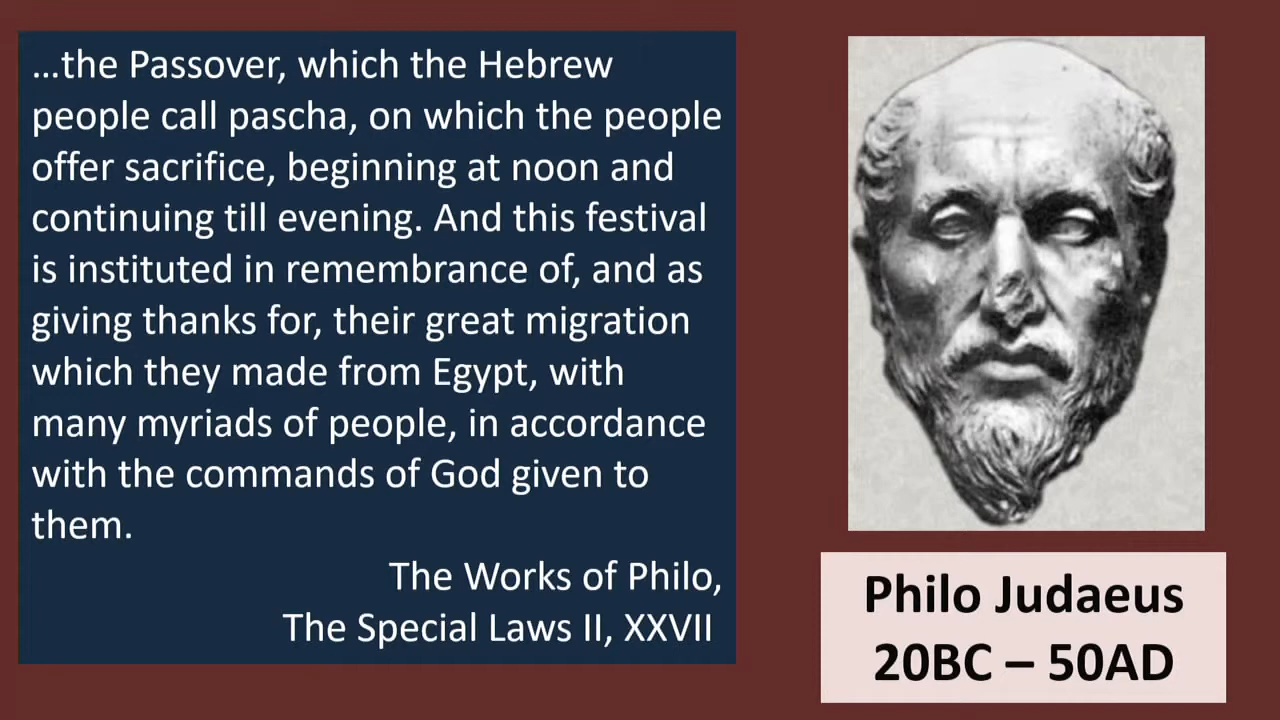 ...the Passover, which the Hebrew
people call pascha, on which the people
offer sacrifice, beginning at noon and
continuing till evening. And this festival
is instituted in remembrance of, and as
giving thanks for, their great migration
which they made from Egypt, with
many myriads of people, in accordance
with the commands of God given to
them.
The Works of Philo,
The Special Laws II, XXVII
Philo Judaeus
20BC – 50AD